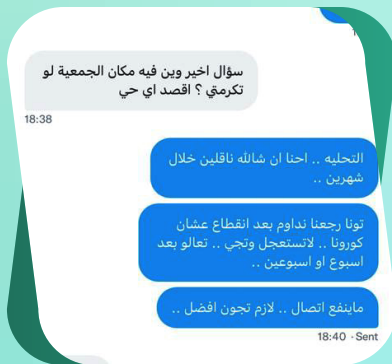 سؤال اخير وين فيه مكان الجمعية لو
تكرمتي ؟ اقصد اي حي
18:38
التحليه .. احنا ان شالله ناقلين خلال
شهرين ..
تونا رجعنا نداوم بعد انقطاع عشان
كورونا .. لاتستعجل وتجي .. تعالو بعد
اسبوع او اسبوعين ..
ماينفع اتصال .. لازم تجون افضل ..
18:40 · Sent